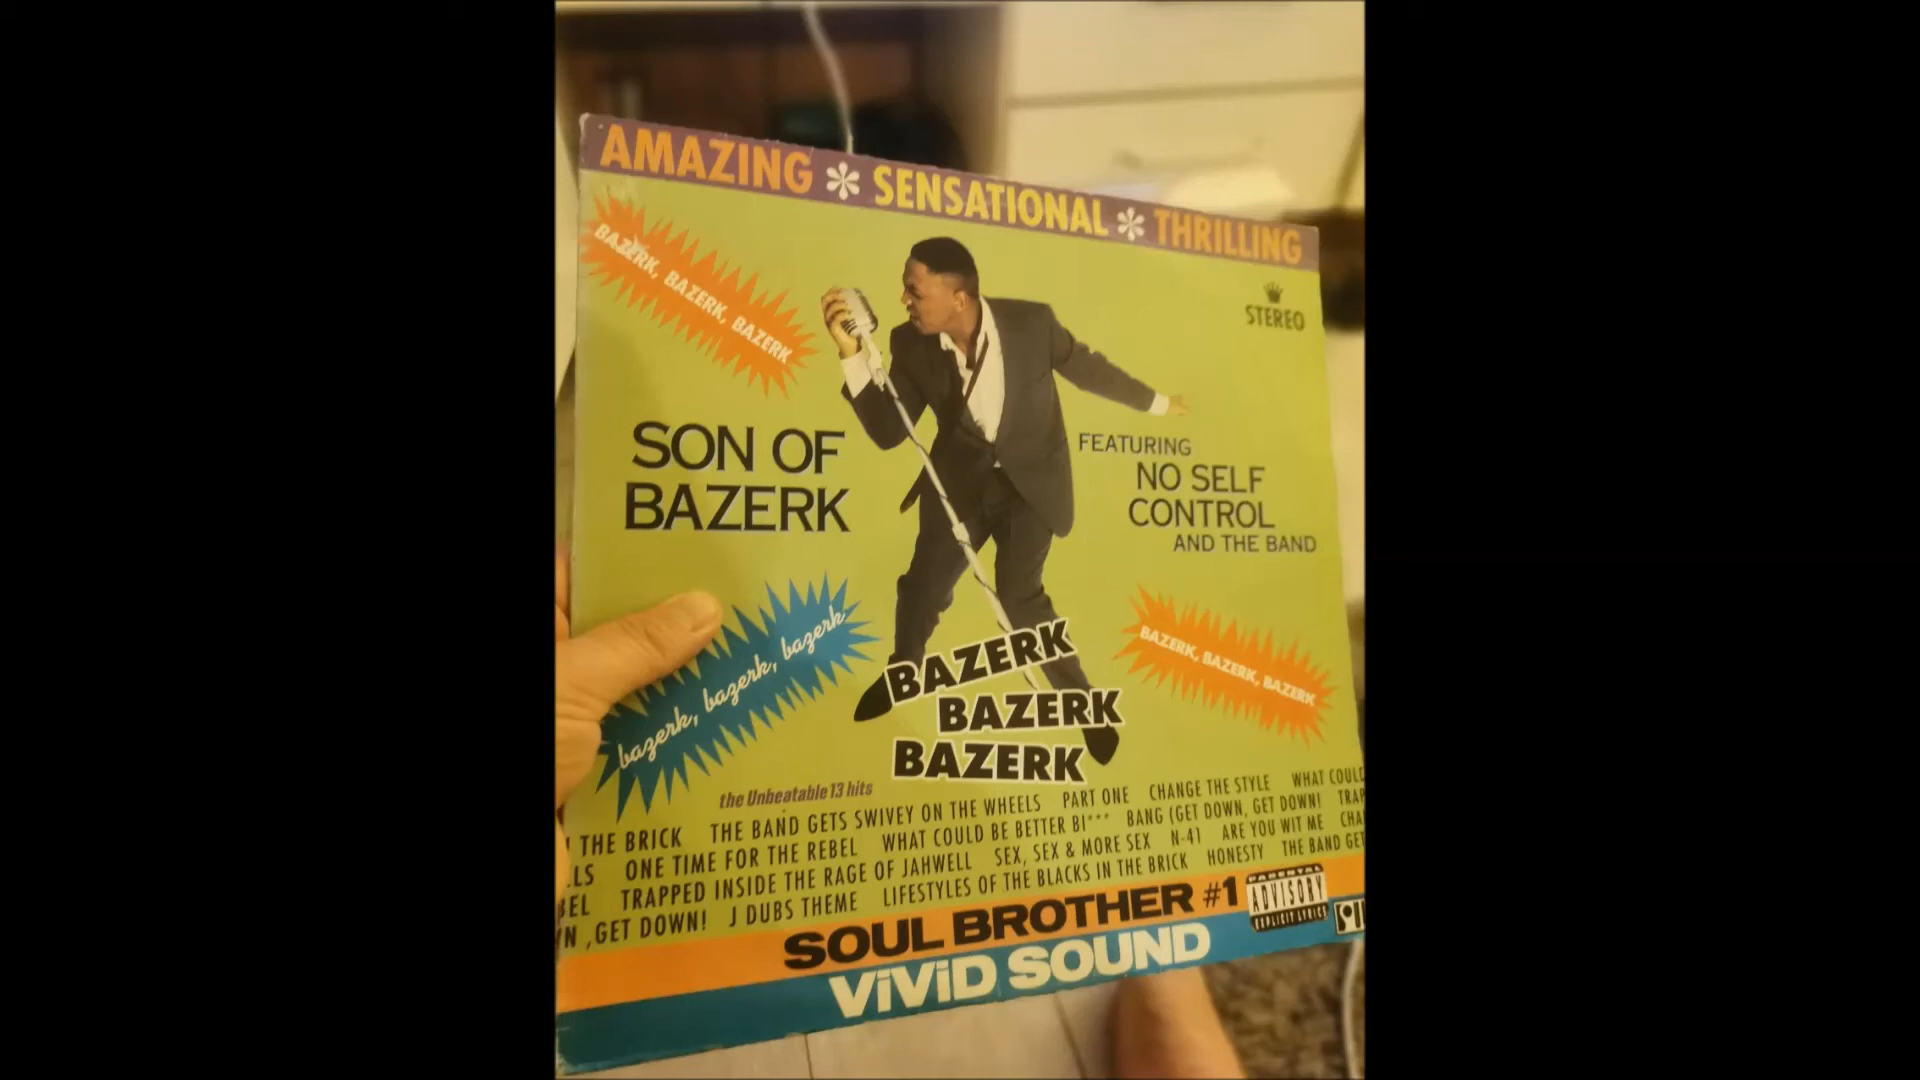 AMAZING * SENSATIONAL * THRILLING
BAZERK, BAZERK, BAZERK
STEREO
SON OF
BAZERK
FEATURING
NO SELF
CONTROL
AND THE BAND
bazerk, bazerk, bazerk
BAZERK
BAZERK
BAZERK
BAZERK, BAZERK, BAZERK
the Unbeatable 13 hits
THE BRICK THE BAND GETS SWIVEY ON THE WHEELS PART ONE CHANGE THE STYLE WHAT COULD
ONE TIME FOR THE REBEL WHAT COULD BE BETTER BI*** BANG (GET DOWN, GET DOWN!
TRAPPED INSIDE THE RAGE OF JAHWELL SEX, SEX & MORE SEX N-41 ARE YOU WIT ME
,GET DOWN! J DUBS THEME LIFESTYLES OF THE BLACKS IN THE BRICK HONESTY THE BAND GET
SOUL BROTHER #1
PARENTAL
ADVISORY
EXPLICIT LYRICS
ViViD SOUND